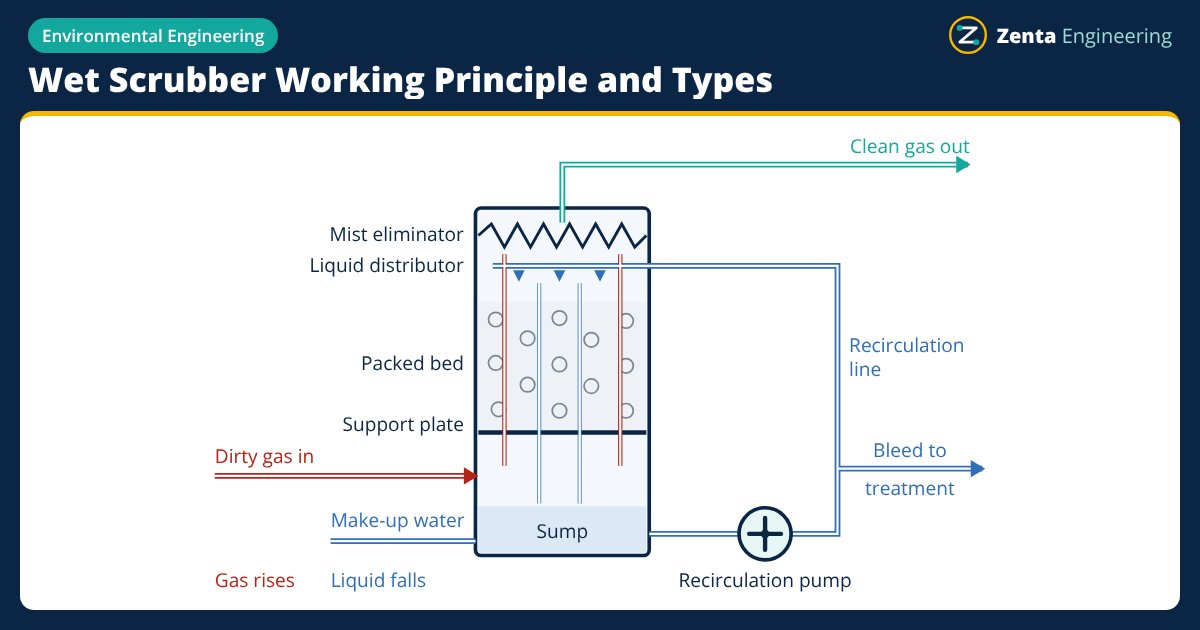 Environmental Engineering
Zenta Engineering
Wet Scrubber Working Principle and Types
Clean gas out
Mist eliminator
Liquid distributor
Recirculation
line
Packed bed
Support plate
Dirty gas in
Bleed to
treatment
Make-up water
Sump
Gas rises
Liquid falls
Recirculation pump